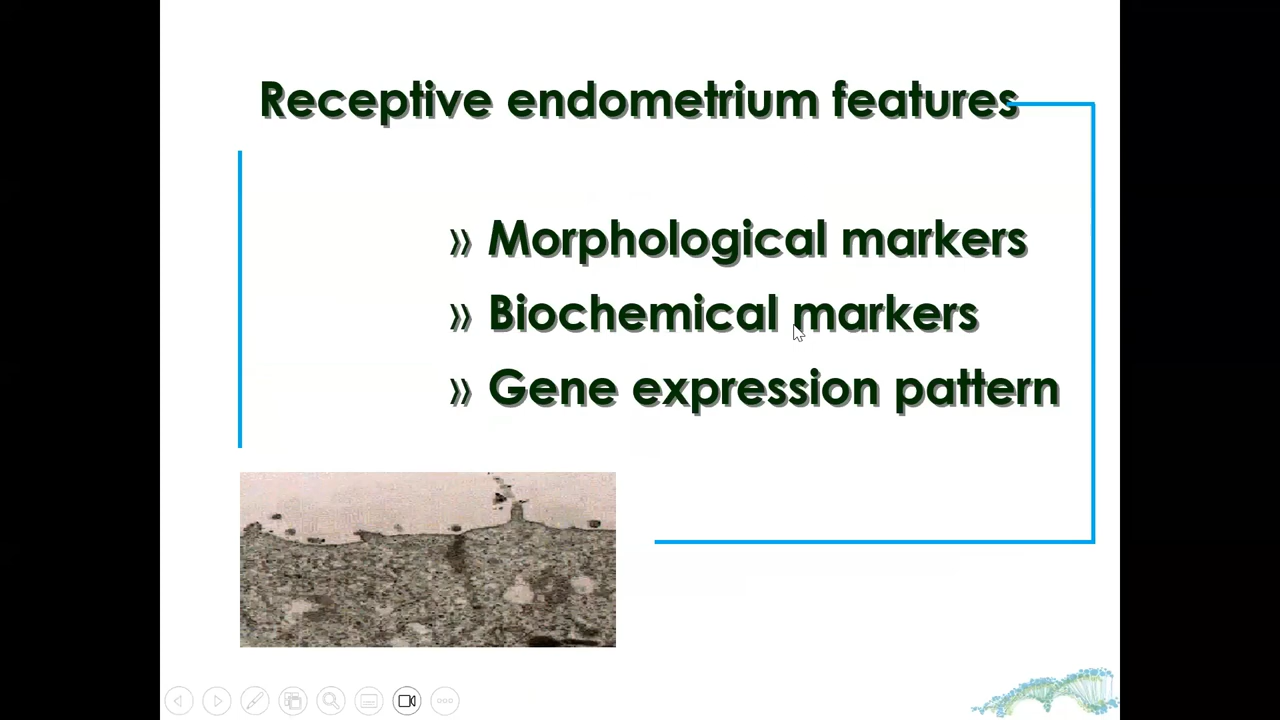 Receptive endometrium features
» Morphological markers
» Biochemical markers
» Gene expression pattern